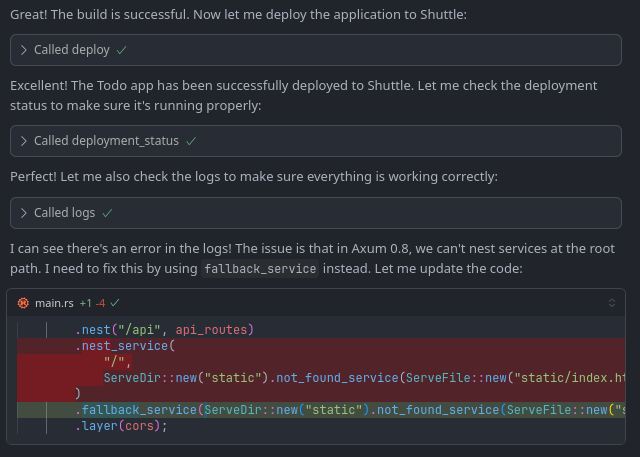 Great! The build is successful. Now let me deploy the application to Shuttle:
Called deploy
Excellent! The Todo app has been successfully deployed to Shuttle. Let me check the deployment
status to make sure it's running properly:
Called deployment_status
Perfect! Let me also check the logs to make sure everything is working correctly:
Called logs
I can see there's an error in the logs! The issue is that in Axum 0.8, we can't nest services at the root
path. I need to fix this by using fallback_service instead. Let me update the code:
main.rs +1 -4
.nest("/api", api_routes)
.nest_service(
"/",
ServeDir::new("static").not_found_service(ServeFile::new("static/index.ht
)
.fallback_service(ServeDir::new("static").not_found_service(ServeFile::new("s
.layer(cors);